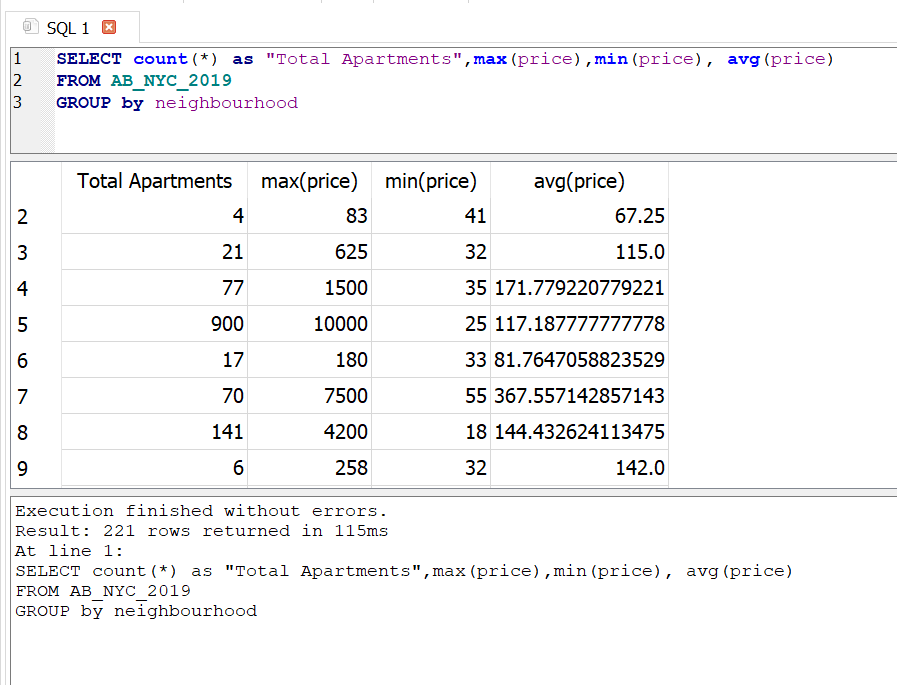 SQL 1
1 SELECT count(*) as "Total Apartments",max(price),min(price), avg(price)
2 FROM AB_NYC_2019
3 GROUP by neighbourhood
Total Apartments max(price) min(price) avg(price)
2 4 83 41 67.25
3 21 625 32 115.0
4 77 1500 35 171.779220779221
5 900 10000 25 117.187777777778
6 17 180 33 81.7647058823529
7 70 7500 55 367.557142857143
8 141 4200 18 144.432624113475
9 6 258 32 142.0
Execution finished without errors.
Result: 221 rows returned in 115ms
At line 1:
SELECT count(*) as "Total Apartments",max(price),min(price), avg(price)
FROM AB_NYC_2019
GROUP by neighbourhood